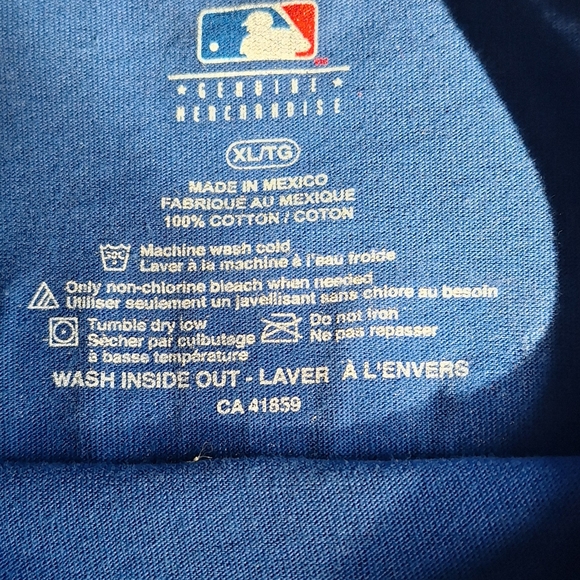 ★ GENUINE ★
MERCHANDISE
XL/TG
MADE IN MEXICO
FABRIQUÉ AU MEXIQUE
100% COTTON / COTON
30C Machine wash cold
Laver à la machine à l'eau froide
Only non-chlorine bleach when needed
Utiliser seulement un javellisant sans chlore au besoin
Tumble dry low
Sécher par culbutage
à basse température
Do not iron
Ne pas repasser
WASH INSIDE OUT - LAVER À L'ENVERS
CA 41859